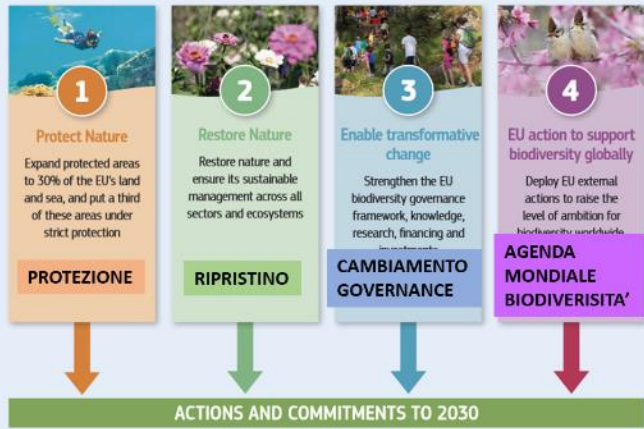 1
Protect Nature
Expand protected areas
to 30% of the EU's land
and sea, and put a third
of these areas under
strict protection
PROTEZIONE
2
Restore Nature
Restore nature and
ensure its sustainable
management across all
sectors and ecosystems
RIPRISTINO
3
Enable transformative
change
Strengthen the EU
biodiversity governance
framework, knowledge,
research, financing and
CAMBIAMENTO
GOVERNANCE
4
EU action to support
biodiversity globally
Deploy EU external
actions to raise the
level of ambition for
biodiversity worldwide
AGENDA
MONDIALE
BIODIVERISITA’
ACTIONS AND COMMITMENTS TO 2030